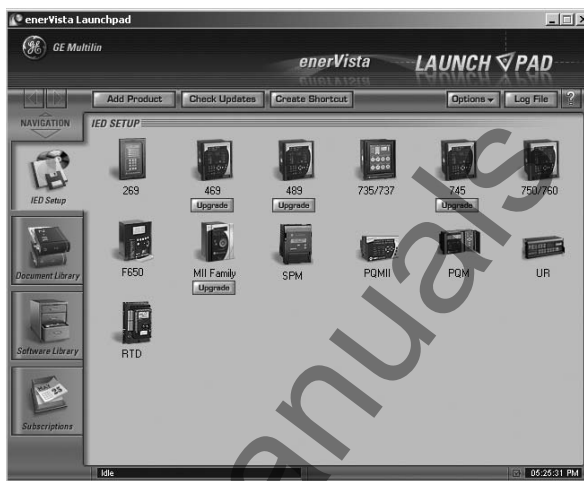 enerVista Launchpad
GE Multilin
enerVista LAUNCH PAD
Add Product Check Updates Create Shortcut Options Log File ?
NAVIGATION
IED SETUP
IED Setup
269 469 489 735/737 745 750/760
Upgrade Upgrade Upgrade
Document Library
F650 MII Family SPM PQMII PQM UR
Upgrade
Software Library
RTD
Subscriptions
Idle 05:25:31 PM
anuals